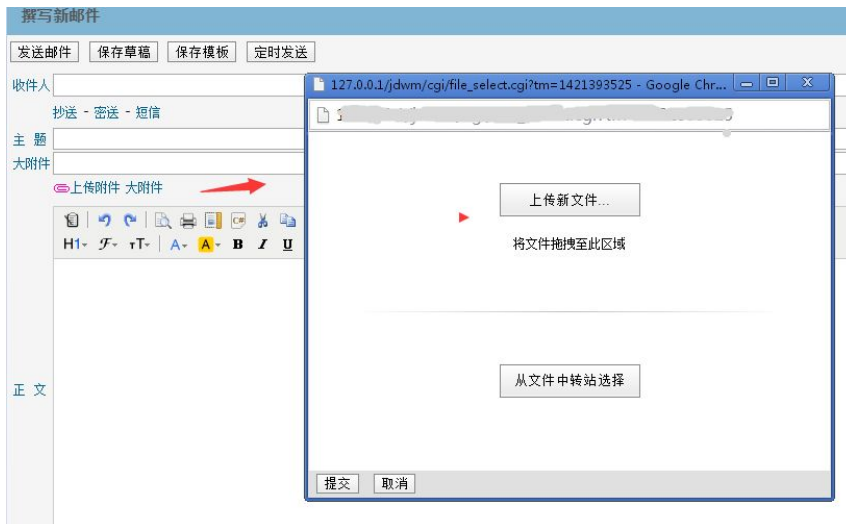 撰写新邮件
发送邮件 保存草稿 保存模板 定时发送
收件人
抄送 - 密送 - 短信
主 题
大附件
上传附件 大附件
H1 F тT A A B I U
正 文
127.0.0.1/jdwm/cgi/file_select.cgi?tm=1421393525 - Google Chr...
上传新文件...
将文件拖拽至此区域
从文件中转站选择
提交 取消